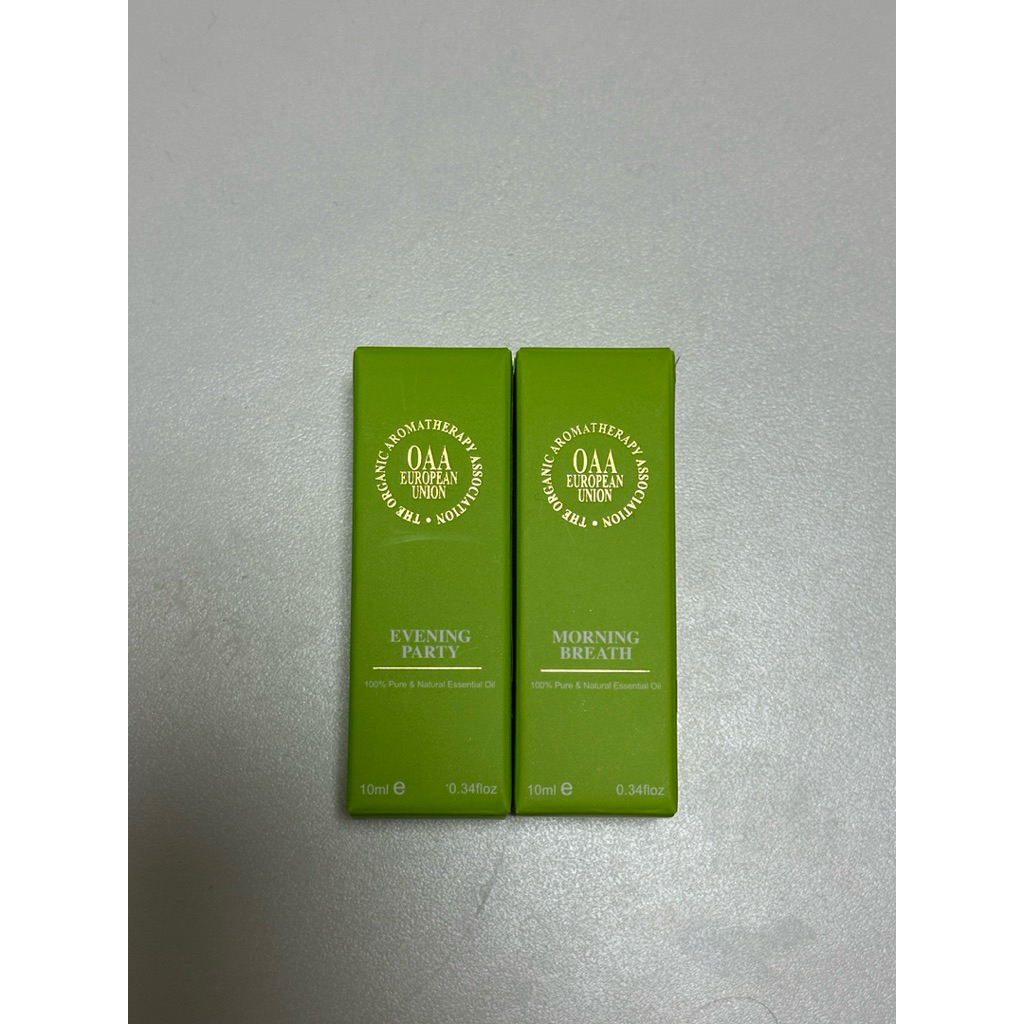 THE ORGANIC AROMATHERAPY ASSOCIATION •
OAA
EUROPEAN
UNION
EVENING
PARTY
100% Pure & Natural Essential Oil
10ml e 0.34floz
THE ORGANIC AROMATHERAPY ASSOCIATION •
OAA
EUROPEAN
UNION
MORNING
BREATH
100% Pure & Natural Essential Oil
10ml e 0.34floz